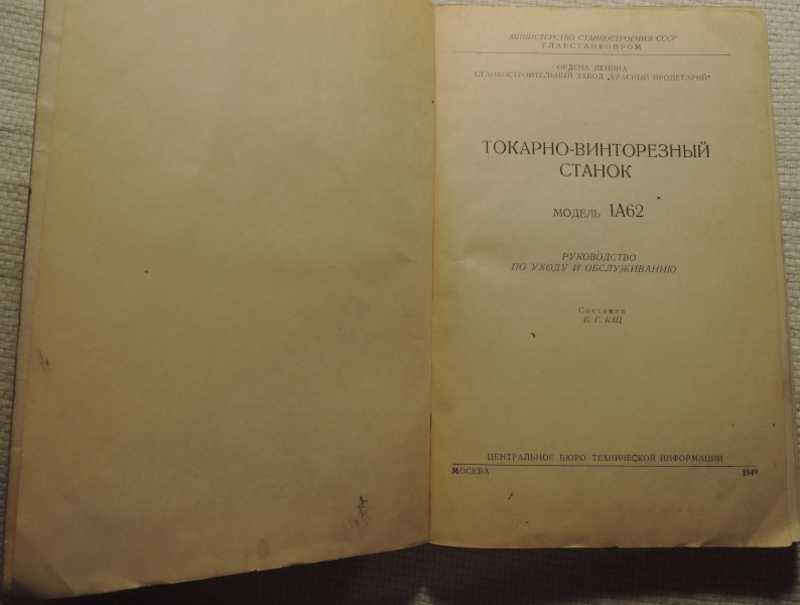 МИНИСТЕРСТВО СТАНКОСТРОЕНИЯ СССР
ГЛАВСТАНКОПРОМ
ОРДЕНА ЛЕНИНА
СТАНКОСТРОИТЕЛЬНЫЙ ЗАВОД „КРАСНЫЙ ПРОЛЕТАРИЙ“
ТОКАРНО-ВИНТОРЕЗНЫЙ
СТАНОК
МОДЕЛЬ 1А62
РУКОВОДСТВО
ПО УХОДУ И ОБСЛУЖИВАНИЮ
Составил
Г. КАЦ
ЦЕНТРАЛЬНОЕ БЮРО ТЕХНИЧЕСКОЙ ИНФОРМАЦИИ
МОСКВА 1949